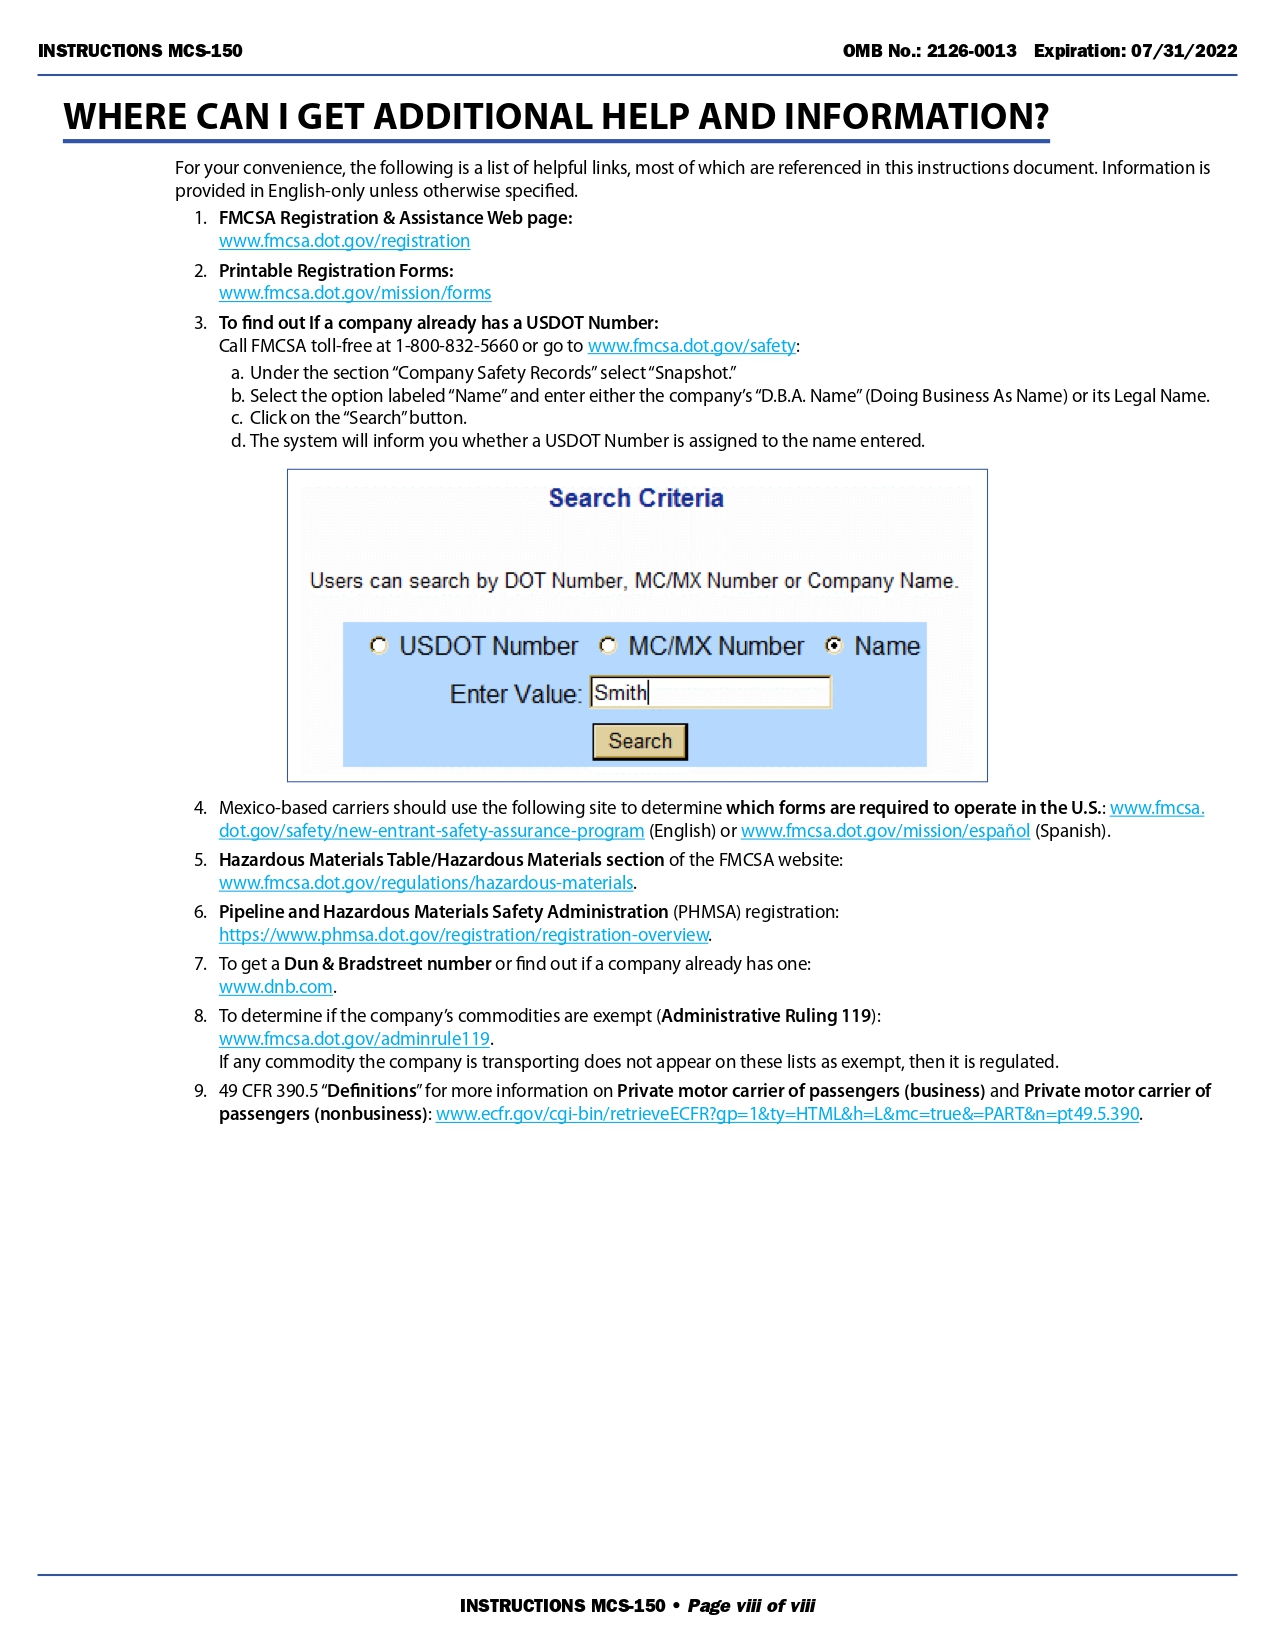 INSTRUCTIONS MCS-150
OMB No.: 2126-0013 Expiration: 07/31/2022
WHERE CAN I GET ADDITIONAL HELP AND INFORMATION?
For your convenience, the following is a list of helpful links, most of which are referenced in this instructions document. Information is
provided in English-only unless otherwise specified.
1. FMCSA Registration & Assistance Web page:
www.fmcsa.dot.gov/registration
2. Printable Registration Forms:
www.fmcsa.dot.gov/mission/forms
3. To find out If a company already has a USDOT Number:
Call FMCSA toll-free at 1-800-832-5660 or go to www.fmcsa.dot.gov/safety:
a. Under the section “Company Safety Records” select “Snapshot.”
b. Select the option labeled “Name” and enter either the company’s “D.B.A. Name” (Doing Business As Name) or its Legal Name.
c. Click on the “Search” button.
d. The system will inform you whether a USDOT Number is assigned to the name entered.
Search Criteria
Users can search by DOT Number, MC/MX Number or Company Name.
USDOT Number MC/MX Number Name
Enter Value: Smith
Search
4. Mexico-based carriers should use the following site to determine which forms are required to operate in the U.S.: www.fmcsa.
dot.gov/safety/new-entrant-safety-assurance-program (English) or www.fmcsa.dot.gov/mission/español (Spanish).
5. Hazardous Materials Table/Hazardous Materials section of the FMCSA website:
www.fmcsa.dot.gov/regulations/hazardous-materials.
6. Pipeline and Hazardous Materials Safety Administration (PHMSA) registration:
https://www.phmsa.dot.gov/registration/registration-overview.
7. To get a Dun & Bradstreet number or find out if a company already has one:
www.dnb.com.
8. To determine if the company’s commodities are exempt (Administrative Ruling 119):
www.fmcsa.dot.gov/adminrule119.
If any commodity the company is transporting does not appear on these lists as exempt, then it is regulated.
9. 49 CFR 390.5 “Definitions” for more information on Private motor carrier of passengers (business) and Private motor carrier of
passengers (nonbusiness): www.ecfr.gov/cgi-bin/retrieveECFR?gp=1&ty=HTML&h=L&mc=true&=PART&n=pt49.5.390.
INSTRUCTIONS MCS-150 • Page viii of viii